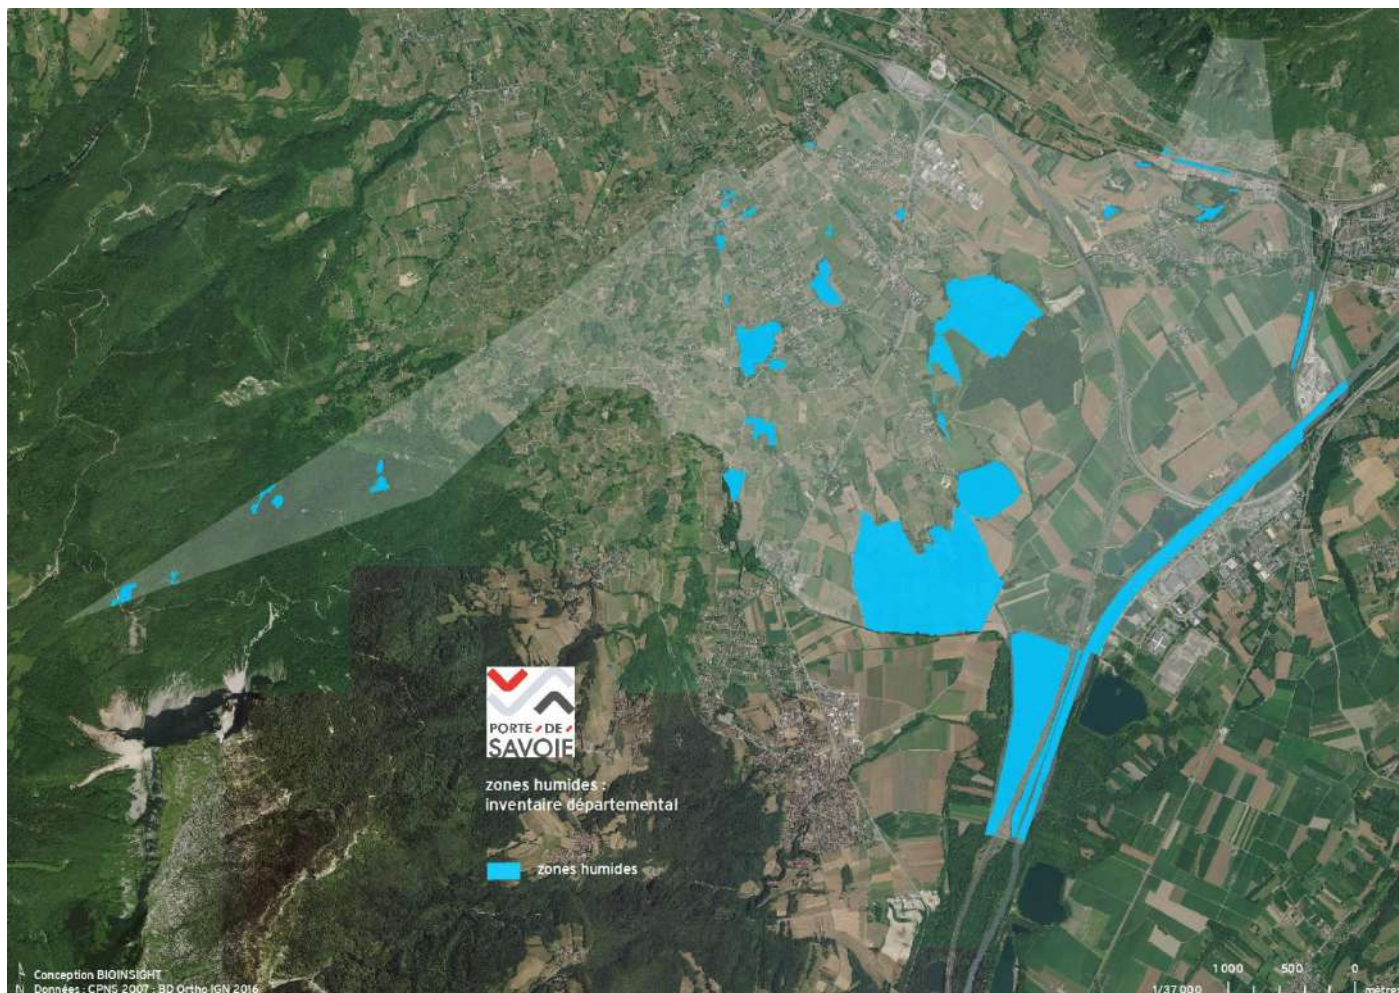 PORTE - DE -
SAVOIE
zones humides :
inventaire départemental
zones humides
Conception BIOINSIGHT
N Données : CPNS 2007 ; BD Ortho IGN 2016
1 000 500 0
1/37 000 mètres